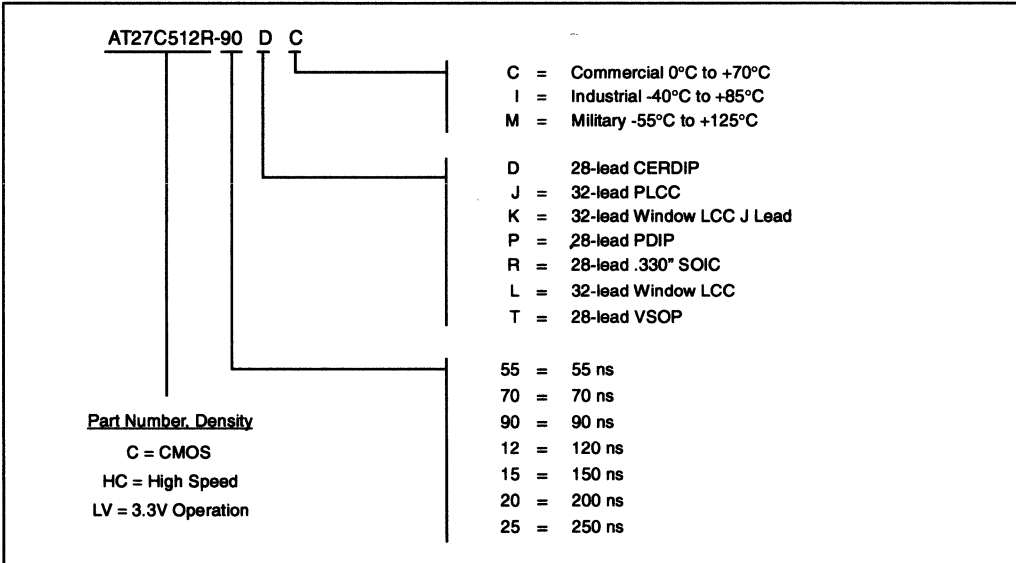 AT27C512R-90 D C
C = Commercial 0°C to +70°C
I = Industrial -40°C to +85°C
M = Military -55°C to +125°C
D 28-lead CERDIP
J = 32-lead PLCC
K = 32-lead Window LCC J Lead
P = 28-lead PDIP
R = 28-lead .330" SOIC
L = 32-lead Window LCC
T = 28-lead VSOP
55 = 55 ns
70 = 70 ns
90 = 90 ns
12 = 120 ns
15 = 150 ns
20 = 200 ns
25 = 250 ns
Part Number, Density
C = CMOS
HC = High Speed
LV = 3.3V Operation